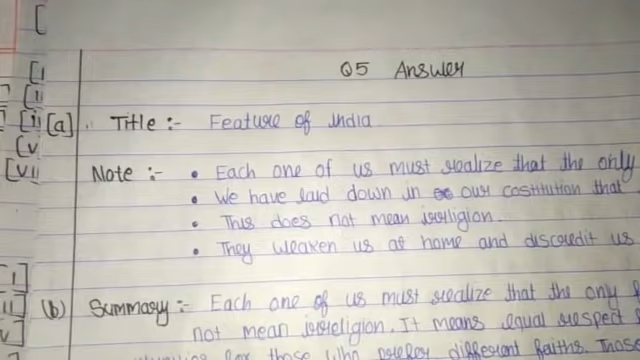 [
[i
[ii
Q5 Answer
[i [a]. Title :- Feature of India
[v
[vi Note :- • Each one of us must realize that the only
• We have laid down in our costitution that
• This does not mean irreligion.
• They weaken us at home and discredit us
i]
ii] (b) Summary :- Each one of us must realize that the only
v] not mean irreligion. It means equal respect
for those who prefer different faiths. Those